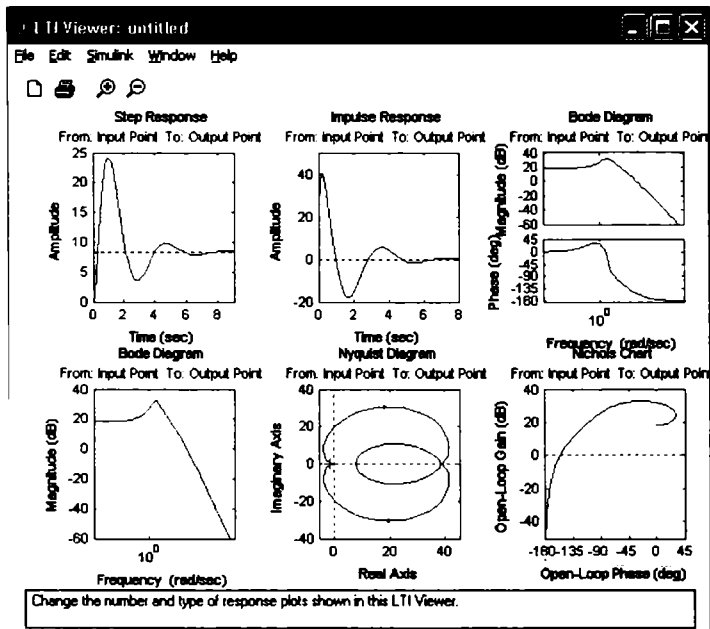 LTI Viewer: untitled
File Edit Simulink Window Help
Step Response
From: Input Point To: Output Point
Amplitude
25
20
15
10
5
0
0 2 4 6 8
Time (sec)
Impulse Response
From: Input Point To: Output Point
Amplitude
40
20
0
-20
0 2 4 6 8
Time (sec)
Bode Diagram
From: Input Point To: Output Point
Magnitude (dB)
40
20
0
-20
-40
-60
Phase (deg)
45
0
-45
-90
-135
-180
10^0
Frequency (rad/sec)
Bode Diagram
From: Input Point To: Output Point
Magnitude (dB)
40
20
0
-20
-40
-60
10^0
Frequency (rad/sec)
Nyquist Diagram
From: Input Point To: Output Point
Imaginary Axis
40
20
0
-20
-40
0 20 40
Real Axis
Nichols Chart
From: Input Point To: Output Point
Open-Loop Gain (dB)
40
20
0
-20
-40
-180 -135 -90 -45 0 45
Open-Loop Phase (deg)
Change the number and type of response plots shown in this LTI Viewer.